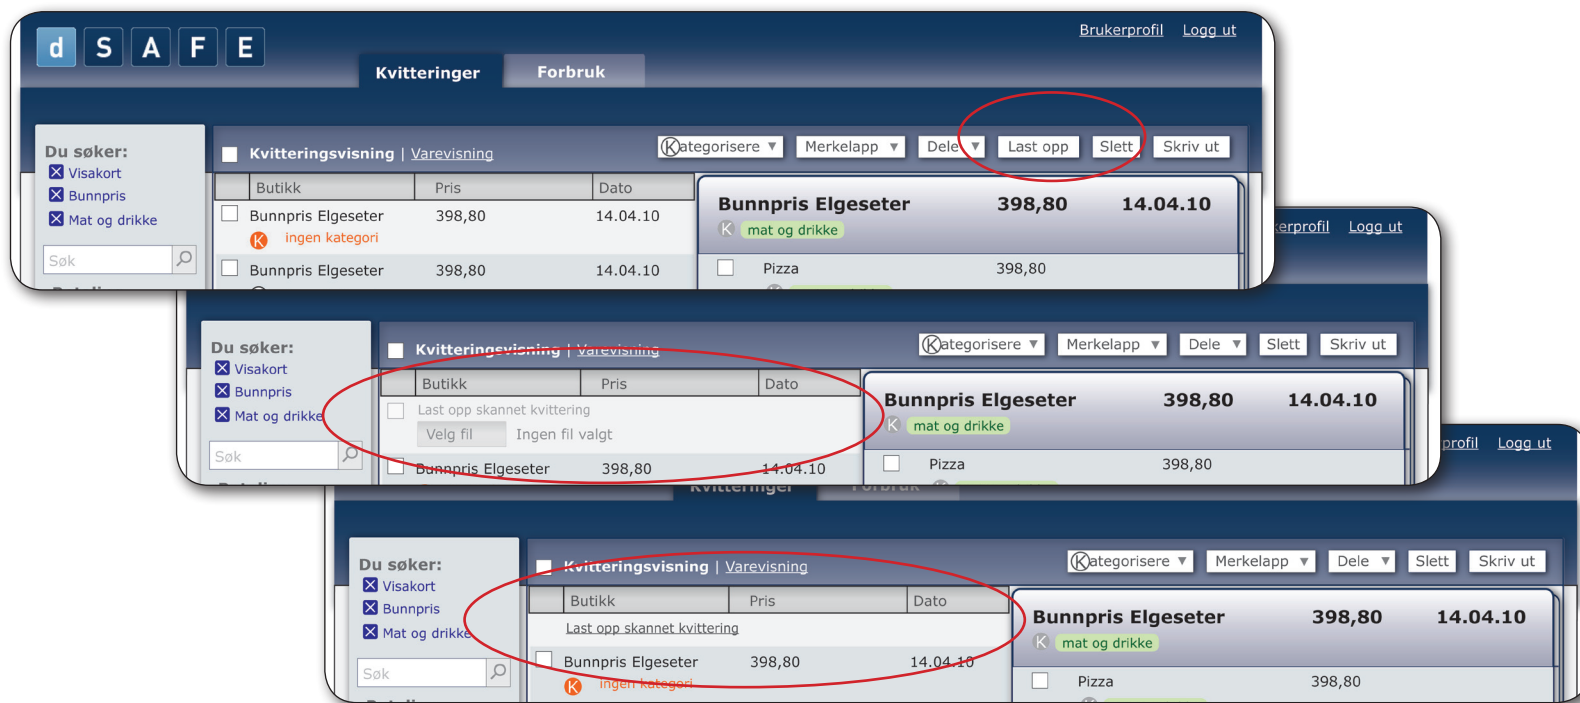 d S A F E
Brukerprofil Logg ut
Kvitteringer Forbruk
Du søker:
Visakort
Bunnpris
Mat og drikke
Søk
Kvitteringsvisning | Varevisning
Kategorisere Merkelapp Dele Last opp Slett Skriv ut
Butikk Pris Dato
Bunnpris Elgeseter 398,80 14.04.10
K ingen kategori
Bunnpris Elgeseter 398,80 14.04.10
Bunnpris Elgeseter 398,80 14.04.10
K mat og drikke
Pizza 398,80
kerprofil Logg ut
Du søker:
Visakort
Bunnpris
Mat og drikke
Søk
Kvitteringsvisning | Varevisning
Kategorisere Merkelapp Dele Slett Skriv ut
Butikk Pris Dato
Last opp skannet kvittering
Velg fil Ingen fil valgt
Bunnpris Elgeseter 398,80 14.04.10
Bunnpris Elgeseter 398,80 14.04.10
K mat og drikke
Pizza 398,80
profil Logg ut
Kvitteringer Forbruk
Du søker:
Visakort
Bunnpris
Mat og drikke
Søk
Kvitteringsvisning | Varevisning
Kategorisere Merkelapp Dele Slett Skriv ut
Butikk Pris Dato
Last opp skannet kvittering
Bunnpris Elgeseter 398,80 14.04.10
K ingen kategori
Bunnpris Elgeseter 398,80 14.04.10
K mat og drikke
Pizza 398,80